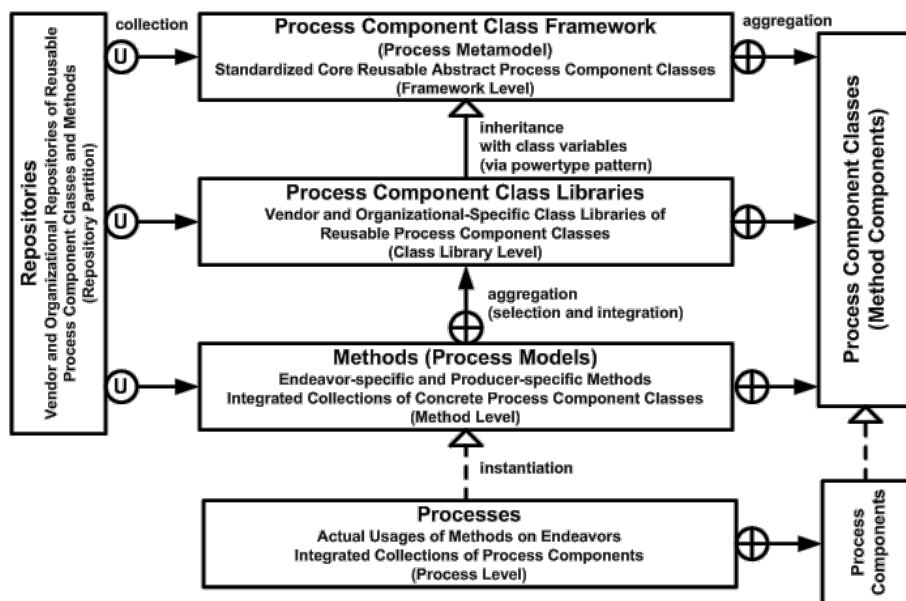 collection
Process Component Class Framework
(Process Metamodel)
Standardized Core Reusable Abstract Process Component Classes
(Framework Level)
aggregation
U
inheritance
with class variables
(via powertype pattern)
Repositories
Vendor and Organizational Repositories of Reusable
Process Component Classes and Methods
(Repository Partition)
U
Process Component Class Libraries
Vendor and Organizational-Specific Class Libraries of
Reusable Process Component Classes
(Class Library Level)
Process Component Classes
(Method Components)
aggregation
(selection and integration)
U
Methods (Process Models)
Endeavor-specific and Producer-specific Methods
Integrated Collections of Concrete Process Component Classes
(Method Level)
instantiation
Processes
Actual Usages of Methods on Endeavors
Integrated Collections of Process Components
(Process Level)
Process
Components